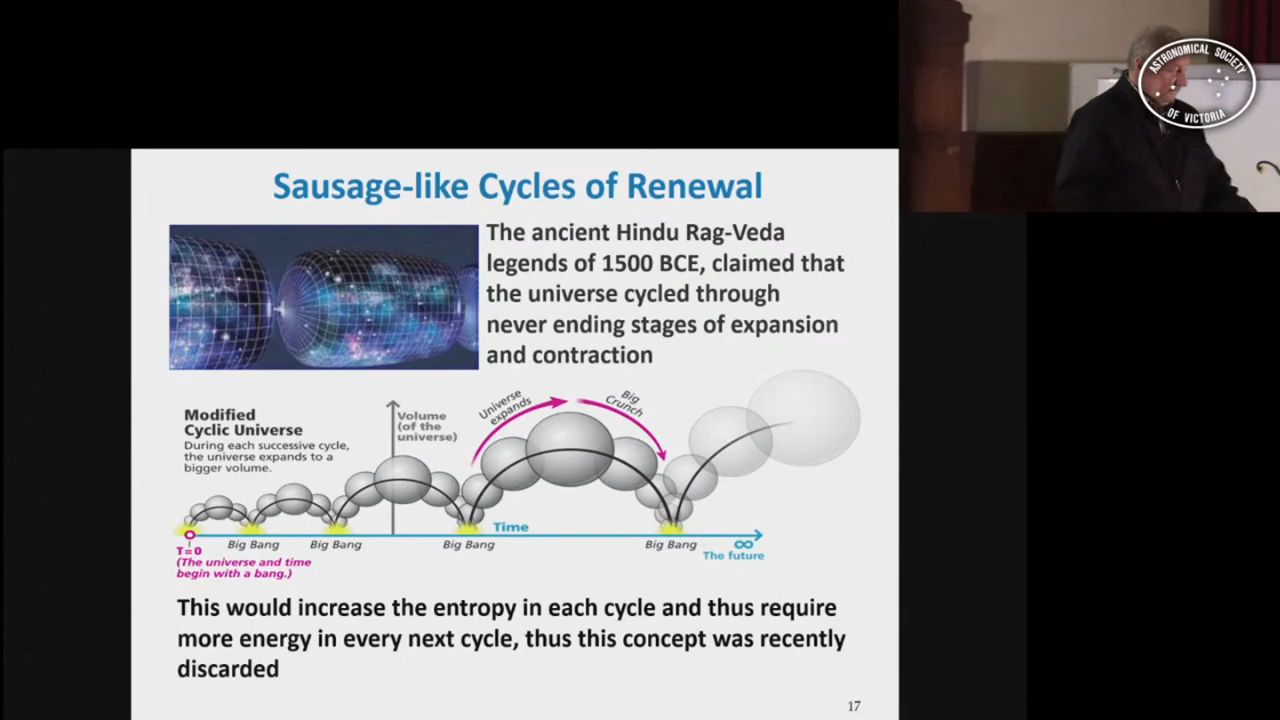 ASTRONOMICAL SOCIETY
OF VICTORIA
Sausage-like Cycles of Renewal
The ancient Hindu Rag-Veda
legends of 1500 BCE, claimed that
the universe cycled through
never ending stages of expansion
and contraction
Modified
Cyclic Universe
During each successive cycle,
the universe expands to a
bigger volume.
Volume
(of the
universe)
Universe
expands
Big
Crunch
Time
T=0
(The universe and time
begin with a bang.)
Big Bang
Big Bang
Big Bang
Big Bang
∞
The future
This would increase the entropy in each cycle and thus require
more energy in every next cycle, thus this concept was recently
discarded
17